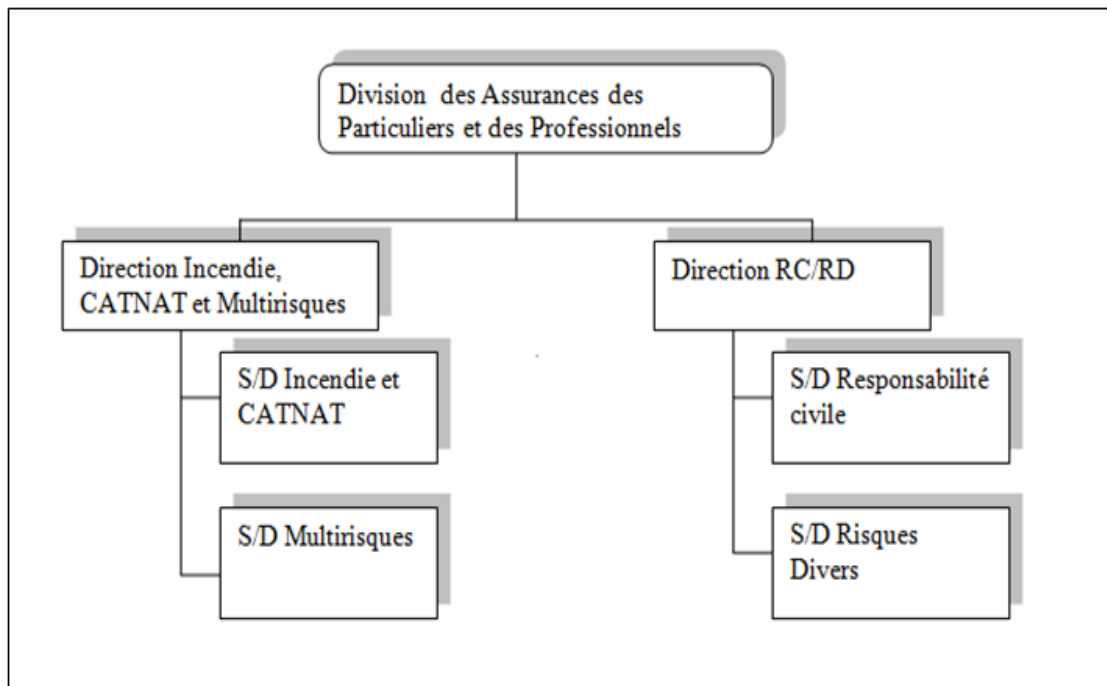 Division des Assurances des
Particuliers et des Professionnels
Direction Incendie,
CATNAT et Multirisques
S/D Incendie et
CATNAT
S/D Multirisques
Direction RC/RD
S/D Responsabilité
civile
S/D Risques
Divers